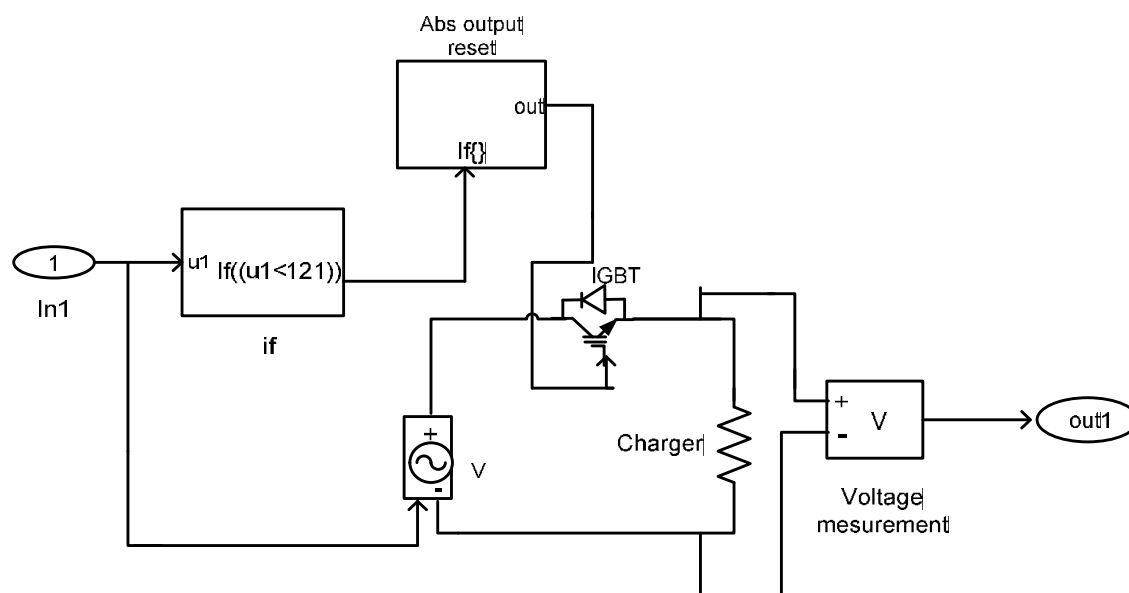 Abs output
reset
out
If{}
1
In1
u1
If((u1<121))
if
IGBT
+
-
V
Charger
+
-
V
out1
Voltage
mesurement